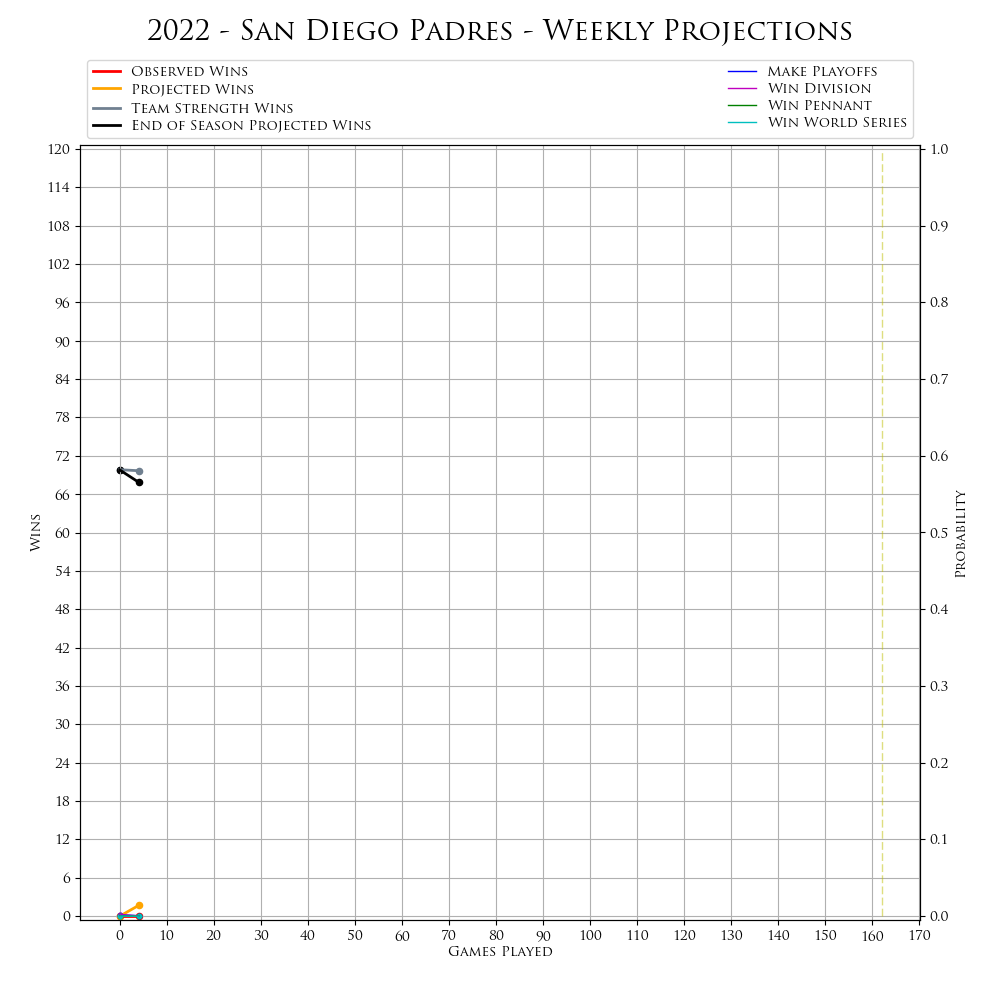 2022 - San Diego Padres - Weekly Projections
Observed Wins
Projected Wins
Team Strength Wins
End of Season Projected Wins
Make Playoffs
Win Division
Win Pennant
Win World Series
120
114
108
102
96
90
84
78
72
66
60
54
48
42
36
30
24
18
12
6
0
Wins
1.0
0.9
0.8
0.7
0.6
0.5
0.4
0.3
0.2
0.1
0.0
Probability
0 10 20 30 40 50 60 70 80 90 100 110 120 130 140 150 160 170
Games Played